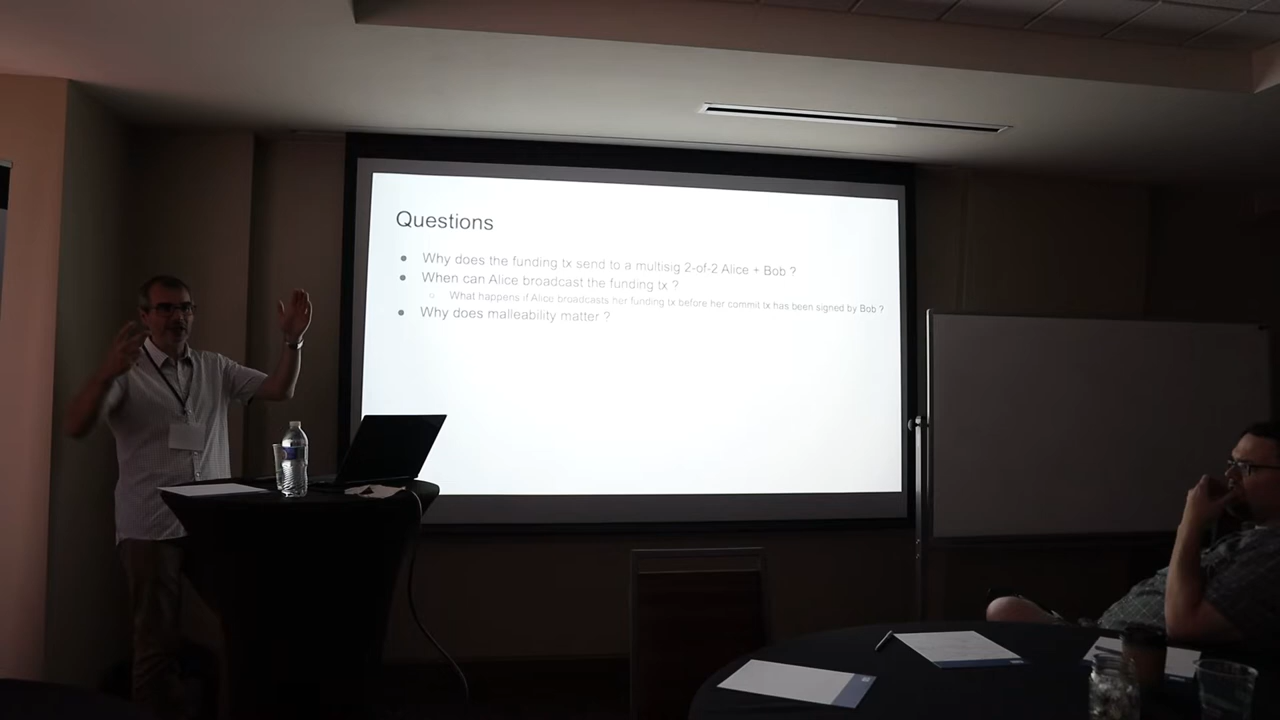 Questions
Why does the funding tx send to a multisig 2-of-2 Alice + Bob ?
When can Alice broadcast the funding tx ?
What happens if Alice broadcasts her funding tx before her commit tx has been signed by Bob ?
Why does malleability matter ?